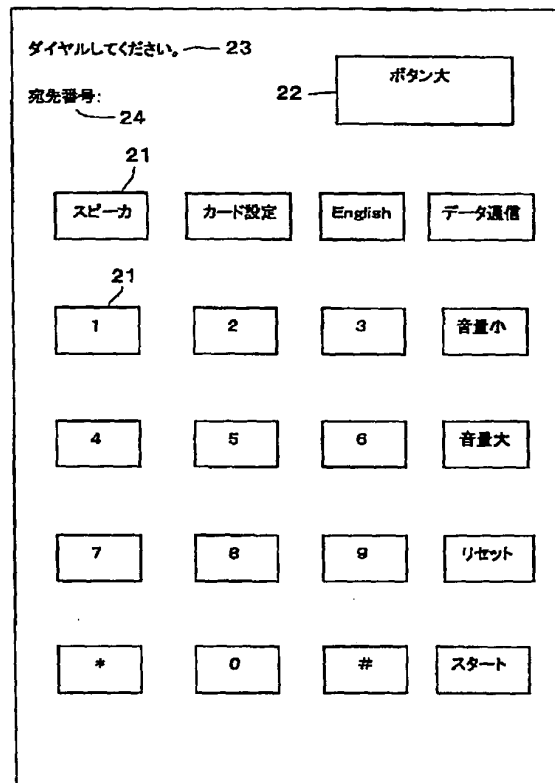 ダイヤルしてください。 23
ボタン大
22
宛先番号:
24
21
スピーカ カード設定 English データ通信
21
1 2 3 音量小
4 5 6 音量大
7 8 9 リセット
* 0 # スタート